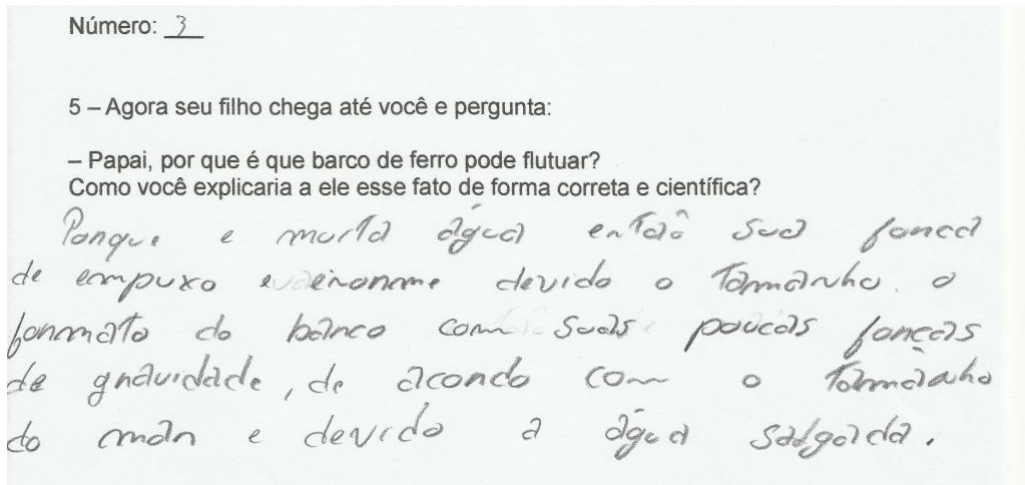 Número: 3
5 – Agora seu filho chega até você e pergunta:
– Papai, por que é que barco de ferro pode flutuar?
Como você explicaria a ele esse fato de forma correta e científica?
Porque e muita água então sua força
de empuxo e enorme devido o tamanho. o
formato do barco com suas poucas forças
de gravidade, de acordo com o tamanho
do mar e devido a água salgada.